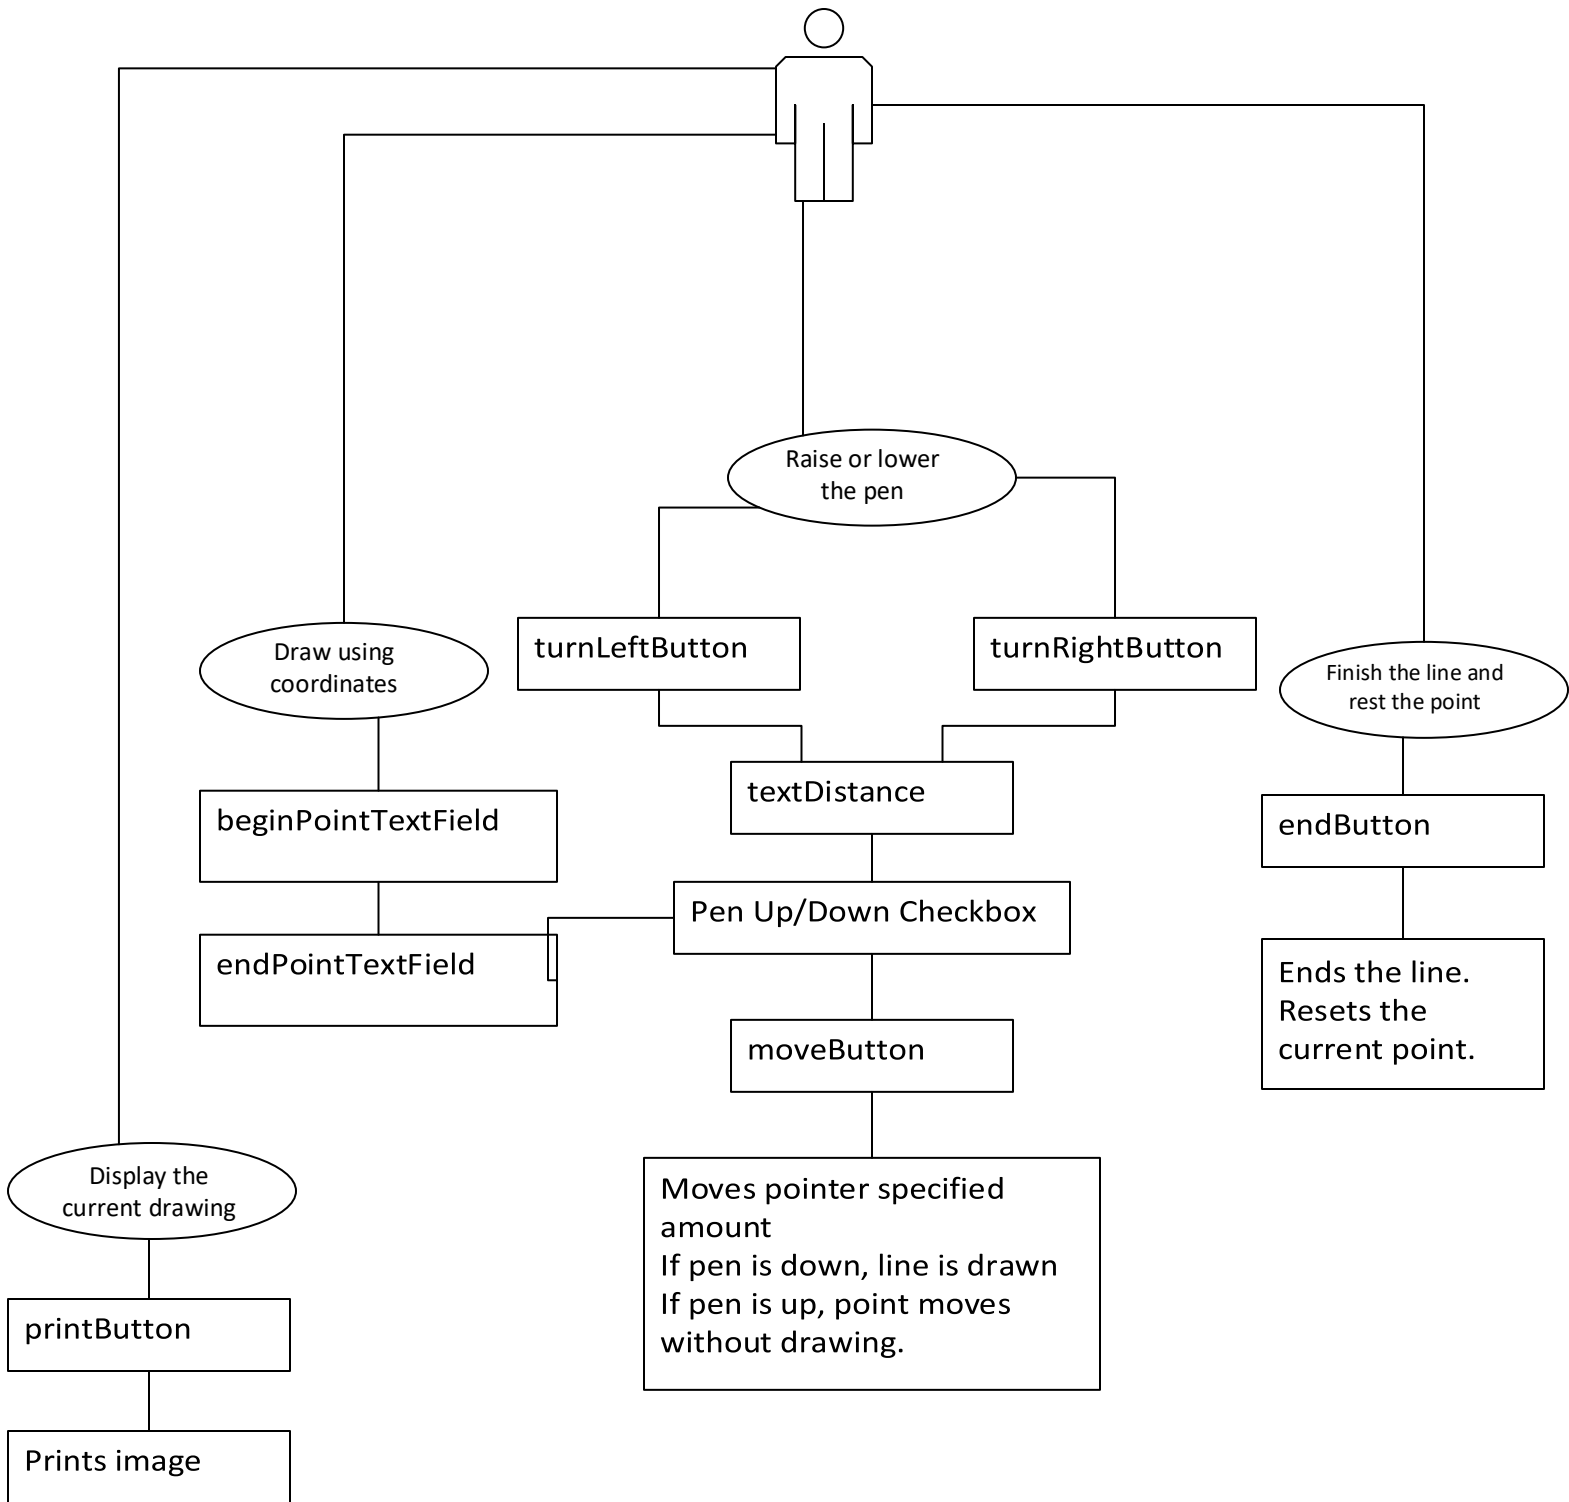 Raise or lower
the pen
turnLeftButton
turnRightButton
Draw using
coordinates
Finish the line and
rest the point
textDistance
beginPointTextField
endButton
Pen Up/Down Checkbox
endPointTextField
Ends the line.
Resets the
current point.
moveButton
Display the
current drawing
Moves pointer specified
amount
If pen is down, line is drawn
If pen is up, point moves
without drawing.
printButton
Prints image